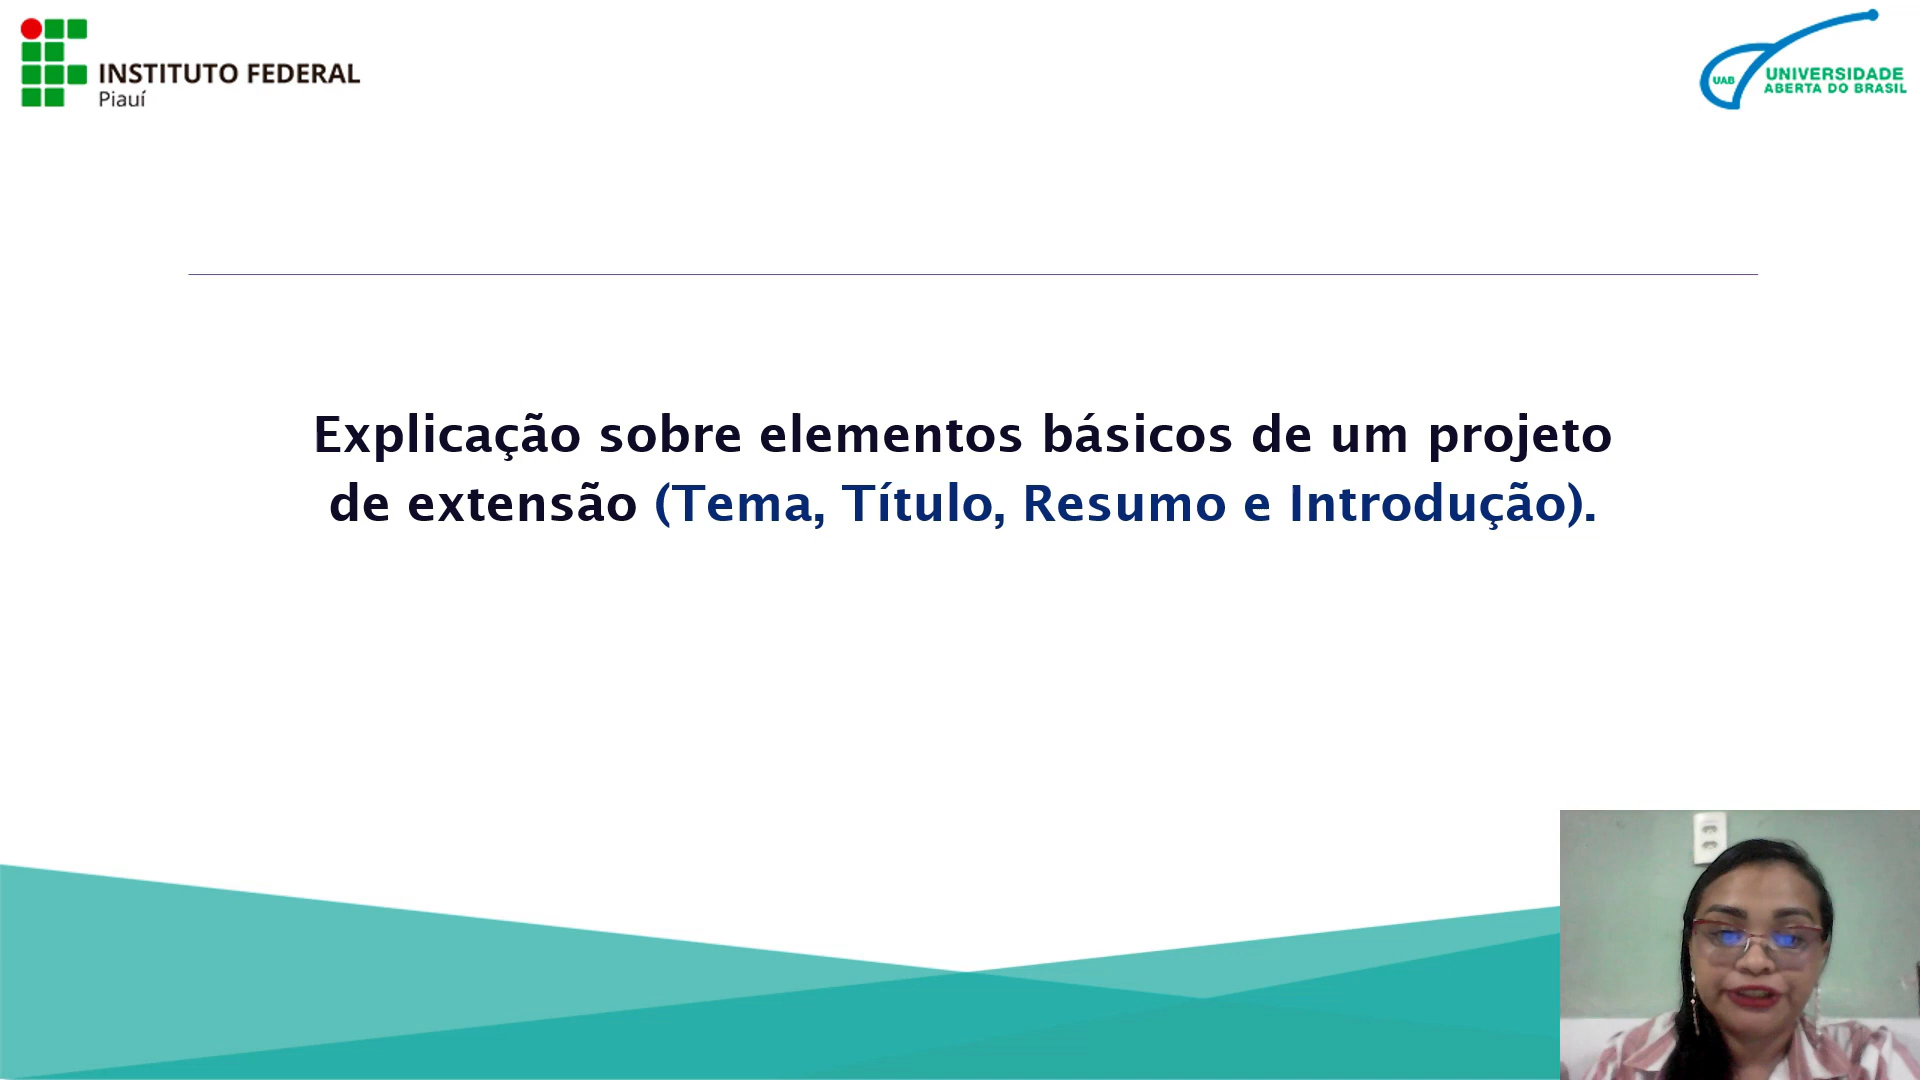 INSTITUTO FEDERAL
Piauí
UAB
UNIVERSIDADE
ABERTA DO BRASIL
Explicação sobre elementos básicos de um projeto
de extensão (Tema, Título, Resumo e Introdução).